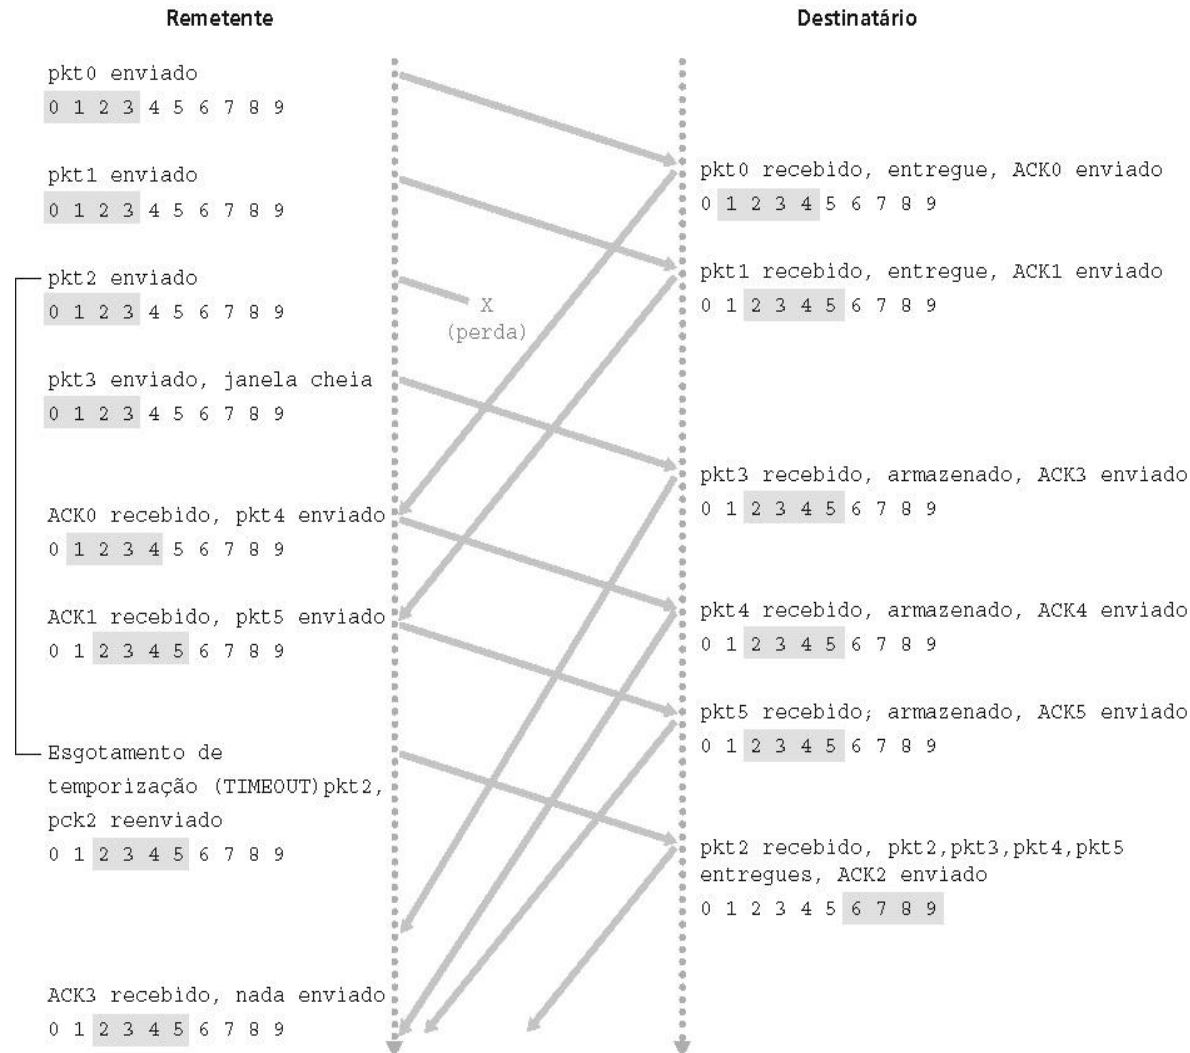 Remetente
Destinatário
pkt0 enviado
0 1 2 3 4 5 6 7 8 9
pkt1 enviado
0 1 2 3 4 5 6 7 8 9
pkt2 enviado
0 1 2 3 4 5 6 7 8 9
pkt3 enviado, janela cheia
0 1 2 3 4 5 6 7 8 9
ACK0 recebido, pkt4 enviado
0 1 2 3 4 5 6 7 8 9
ACK1 recebido, pkt5 enviado
0 1 2 3 4 5 6 7 8 9
Esgotamento de
temporização (TIMEOUT)pkt2,
pck2 reenviado
0 1 2 3 4 5 6 7 8 9
ACK3 recebido, nada enviado
0 1 2 3 4 5 6 7 8 9
X
(perda)
pkt0 recebido, entregue, ACK0 enviado
0 1 2 3 4 5 6 7 8 9
pkt1 recebido, entregue, ACK1 enviado
0 1 2 3 4 5 6 7 8 9
pkt3 recebido, armazenado, ACK3 enviado
0 1 2 3 4 5 6 7 8 9
pkt4 recebido, armazenado, ACK4 enviado
0 1 2 3 4 5 6 7 8 9
pkt5 recebido; armazenado, ACK5 enviado
0 1 2 3 4 5 6 7 8 9
pkt2 recebido, pkt2,pkt3,pkt4,pkt5
entregues, ACK2 enviado
0 1 2 3 4 5 6 7 8 9